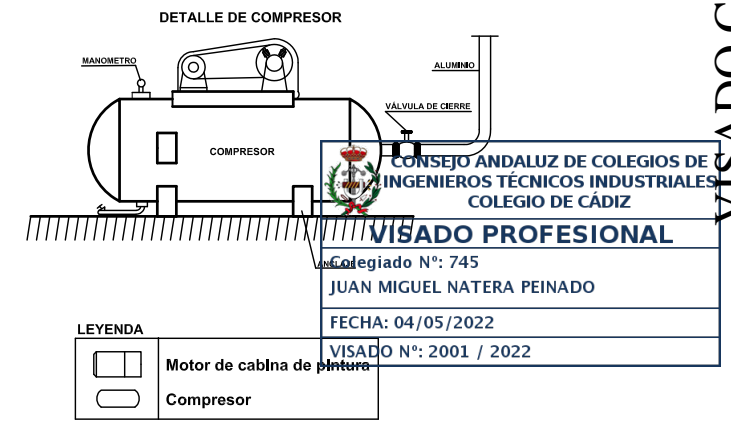 DETALLE DE COMPRESOR
MANOMETRO
ALUMINIO
VÁLVULA DE CIERRE
COMPRESOR
CONSEJO ANDALUZ DE COLEGIOS DE
INGENIEROS TÉCNICOS INDUSTRIALES
COLEGIO DE CÁDIZ
VISADO PROFESIONAL
ANCLAJE
Colegiado Nº: 745
JUAN MIGUEL NATERA PEINADO
FECHA: 04/05/2022
VISADO Nº: 2001 / 2022
LEYENDA
Motor de cabina de pintura
Compresor
VISADO C